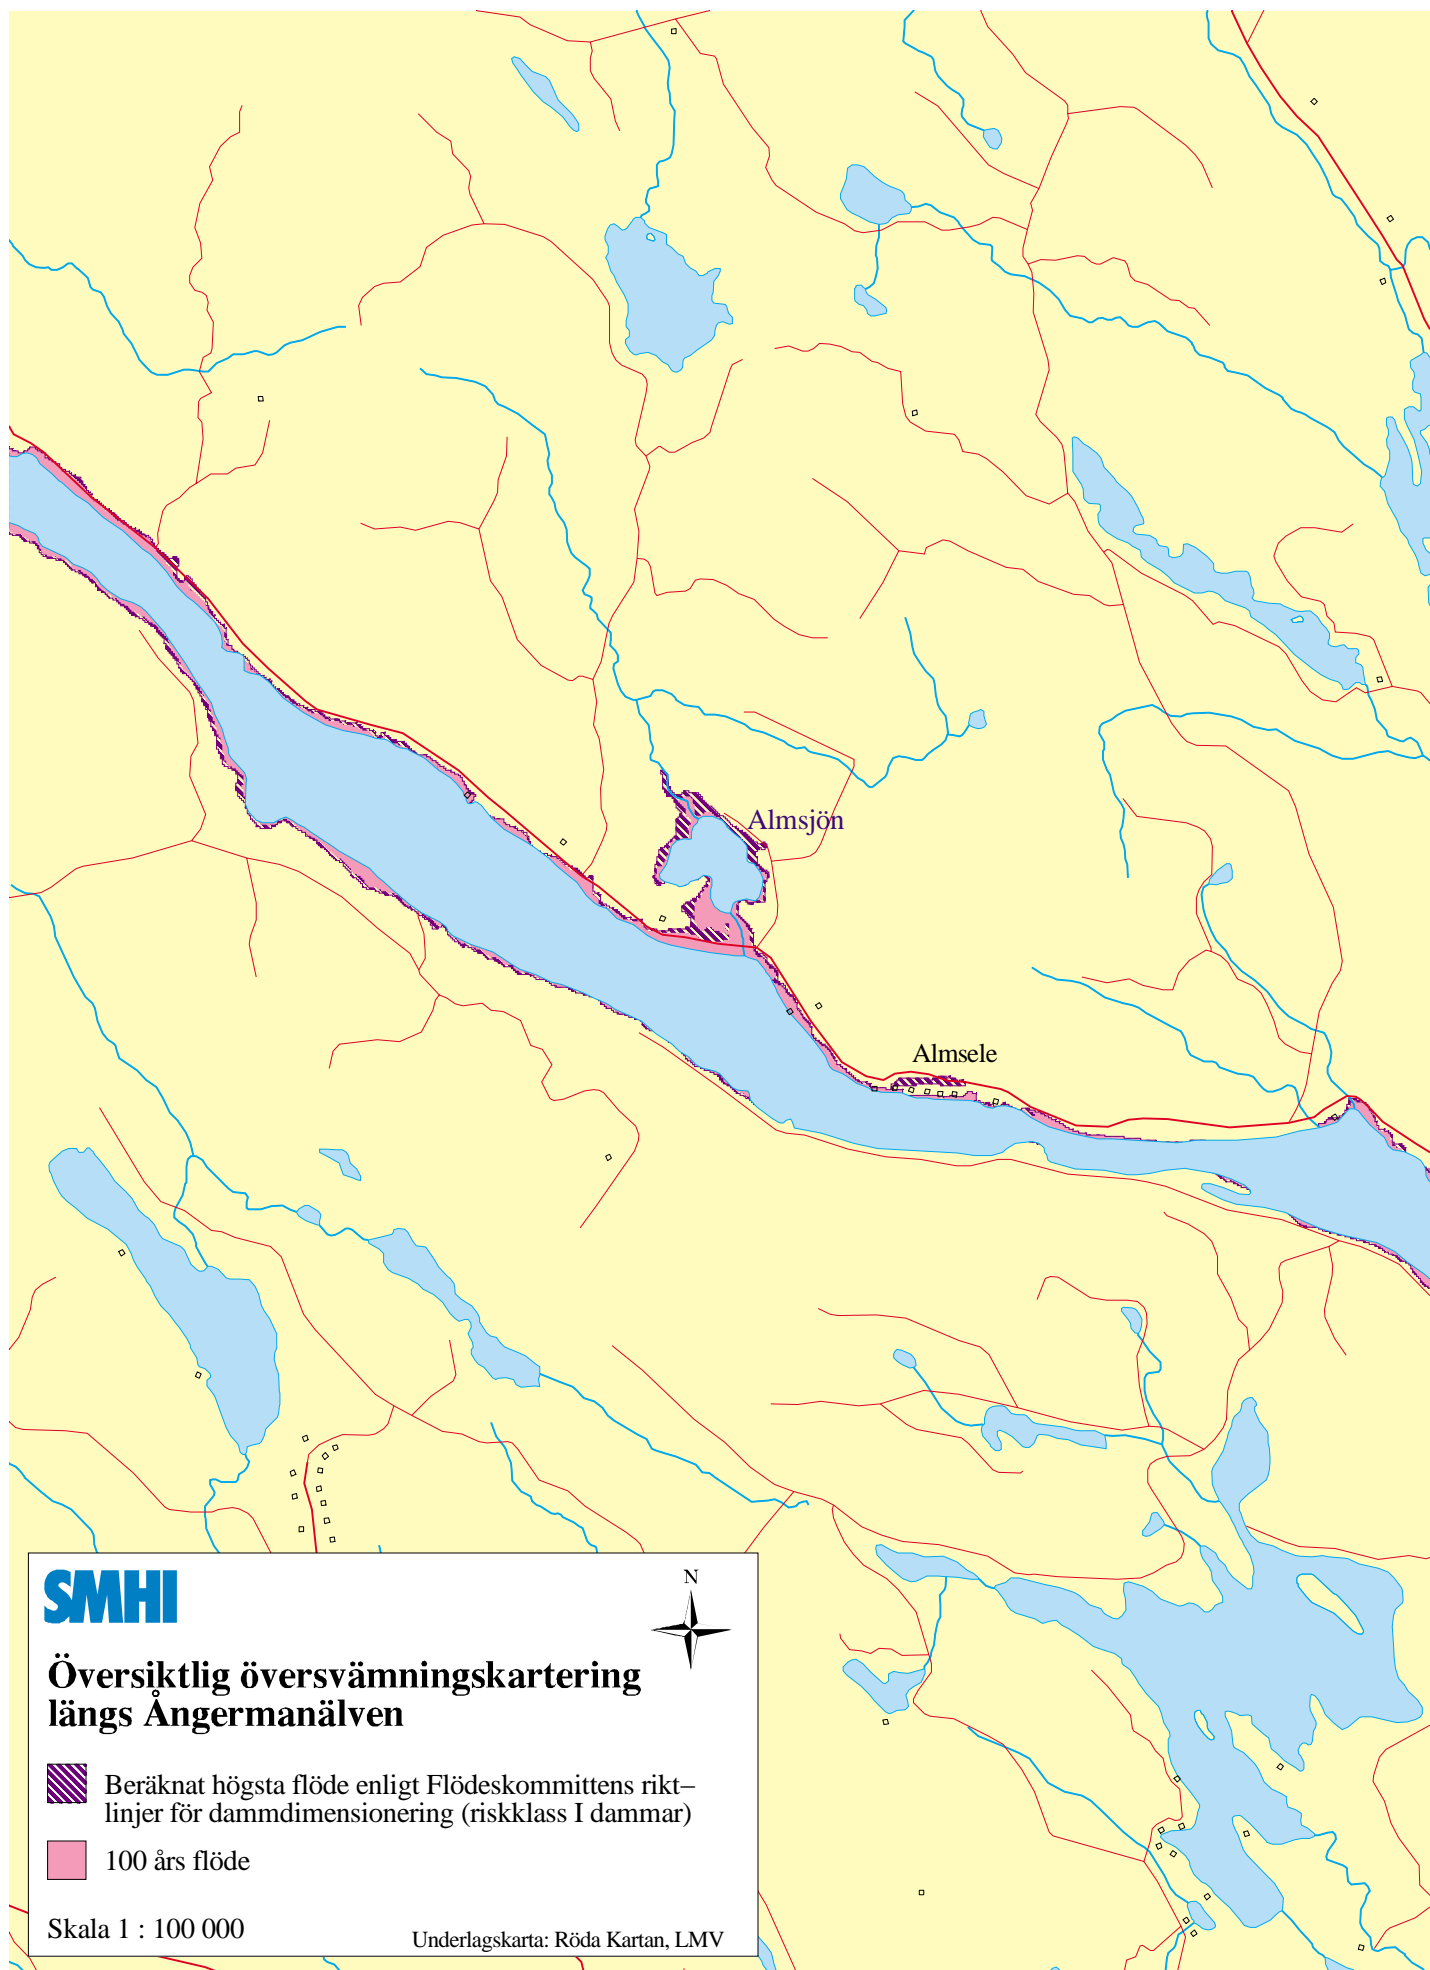 Almsjön
Almsele
SMHI
N
Översiktlig översvämningskartering
längs Ångermanälven
Beräknat högsta flöde enligt Flödeskommittens rikt–
linjer för dammdimensionering (riskklass I dammar)
100 års flöde
Skala 1 : 100 000
Underlagskarta: Röda Kartan, LMV